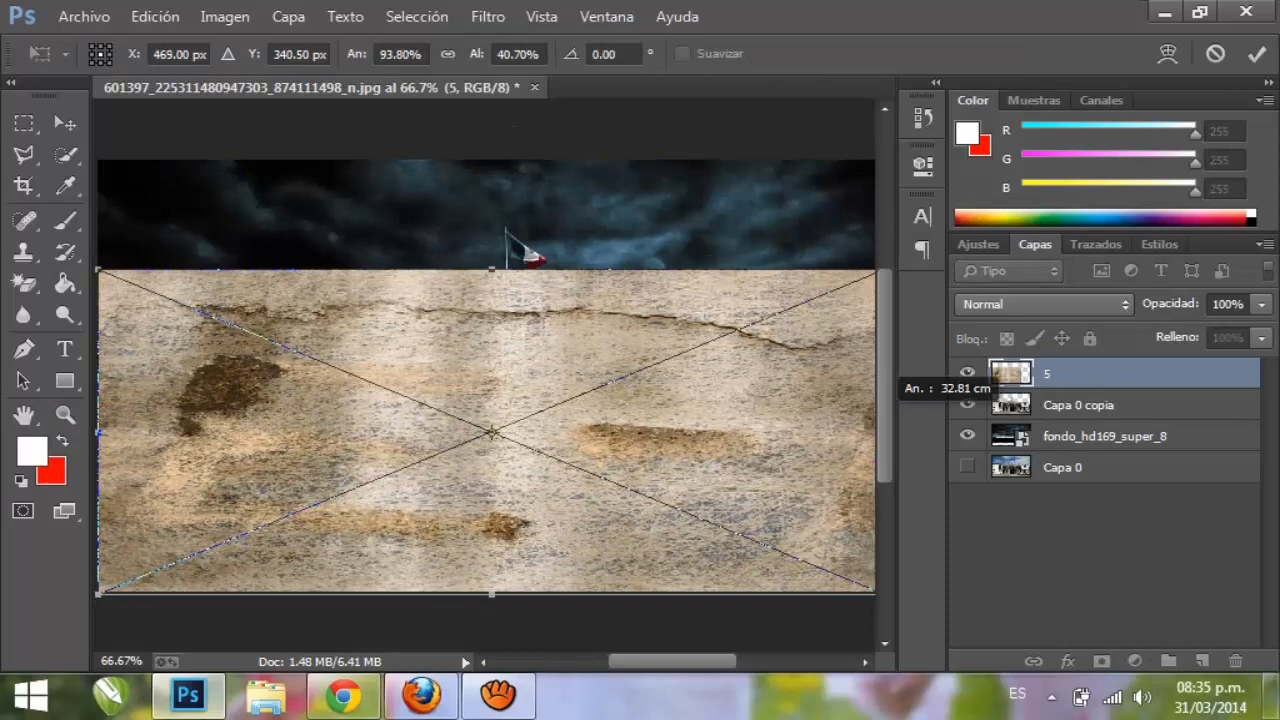 Ps Archivo Edición Imagen Capa Texto Selección Filtro Vista Ventana Ayuda
X: 469.00 px Y: 340.50 px An: 93.80% Al: 40.70% 0.00 ° Suavizar
601397_225311480947303_874111498_n.jpg al 66.7% (5, RGB/8) *
Color Muestras Canales
R 255
G 255
B 255
Ajustes Capas Trazados Estilos
Tipo
Normal Opacidad: 100%
Bloq.: Relleno: 100%
5
An. : 32.81 cm
Capa 0 copia
fondo_hd169_super_8
Capa 0
66.67% Doc: 1.48 MB/6.41 MB
Ps ES 08:35 p.m.
31/03/2014